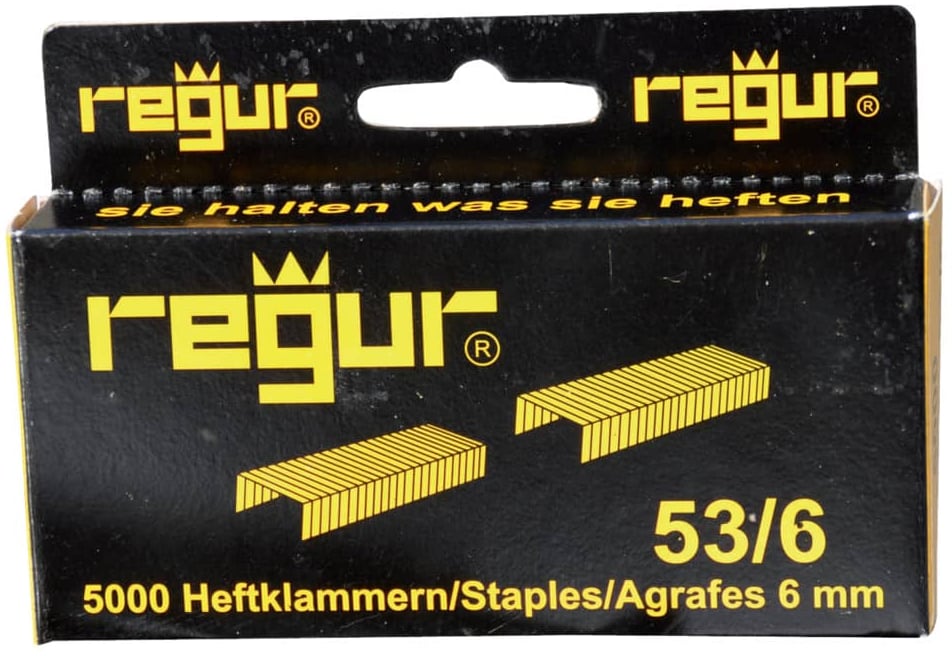 regur® regur®
sie halten was sie heften
regur®
53/6
5000 Heftklammern/Staples/Agrafes 6 mm